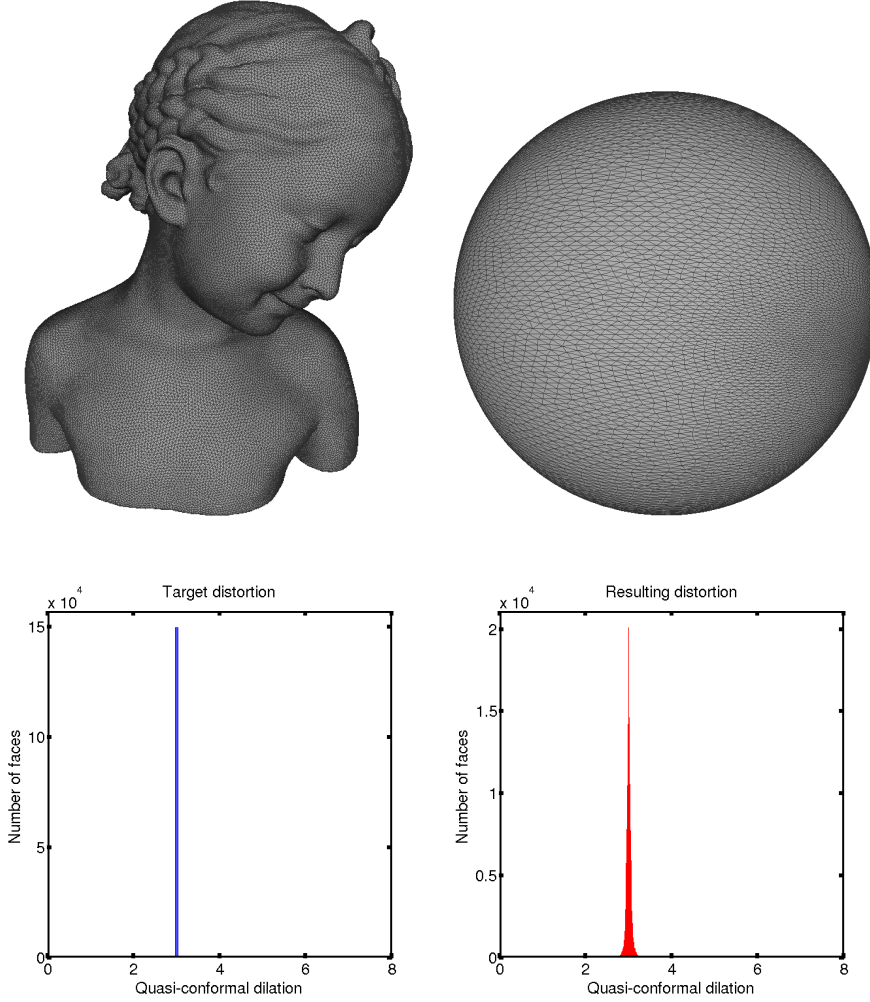 Target distortion
x 10^4
15
10
5
0
0 2 4 6 8
Number of faces
Quasi-conformal dilation
Resulting distortion
x 10^4
2
1.5
1
0.5
0
0 2 4 6 8
Number of faces
Quasi-conformal dilation